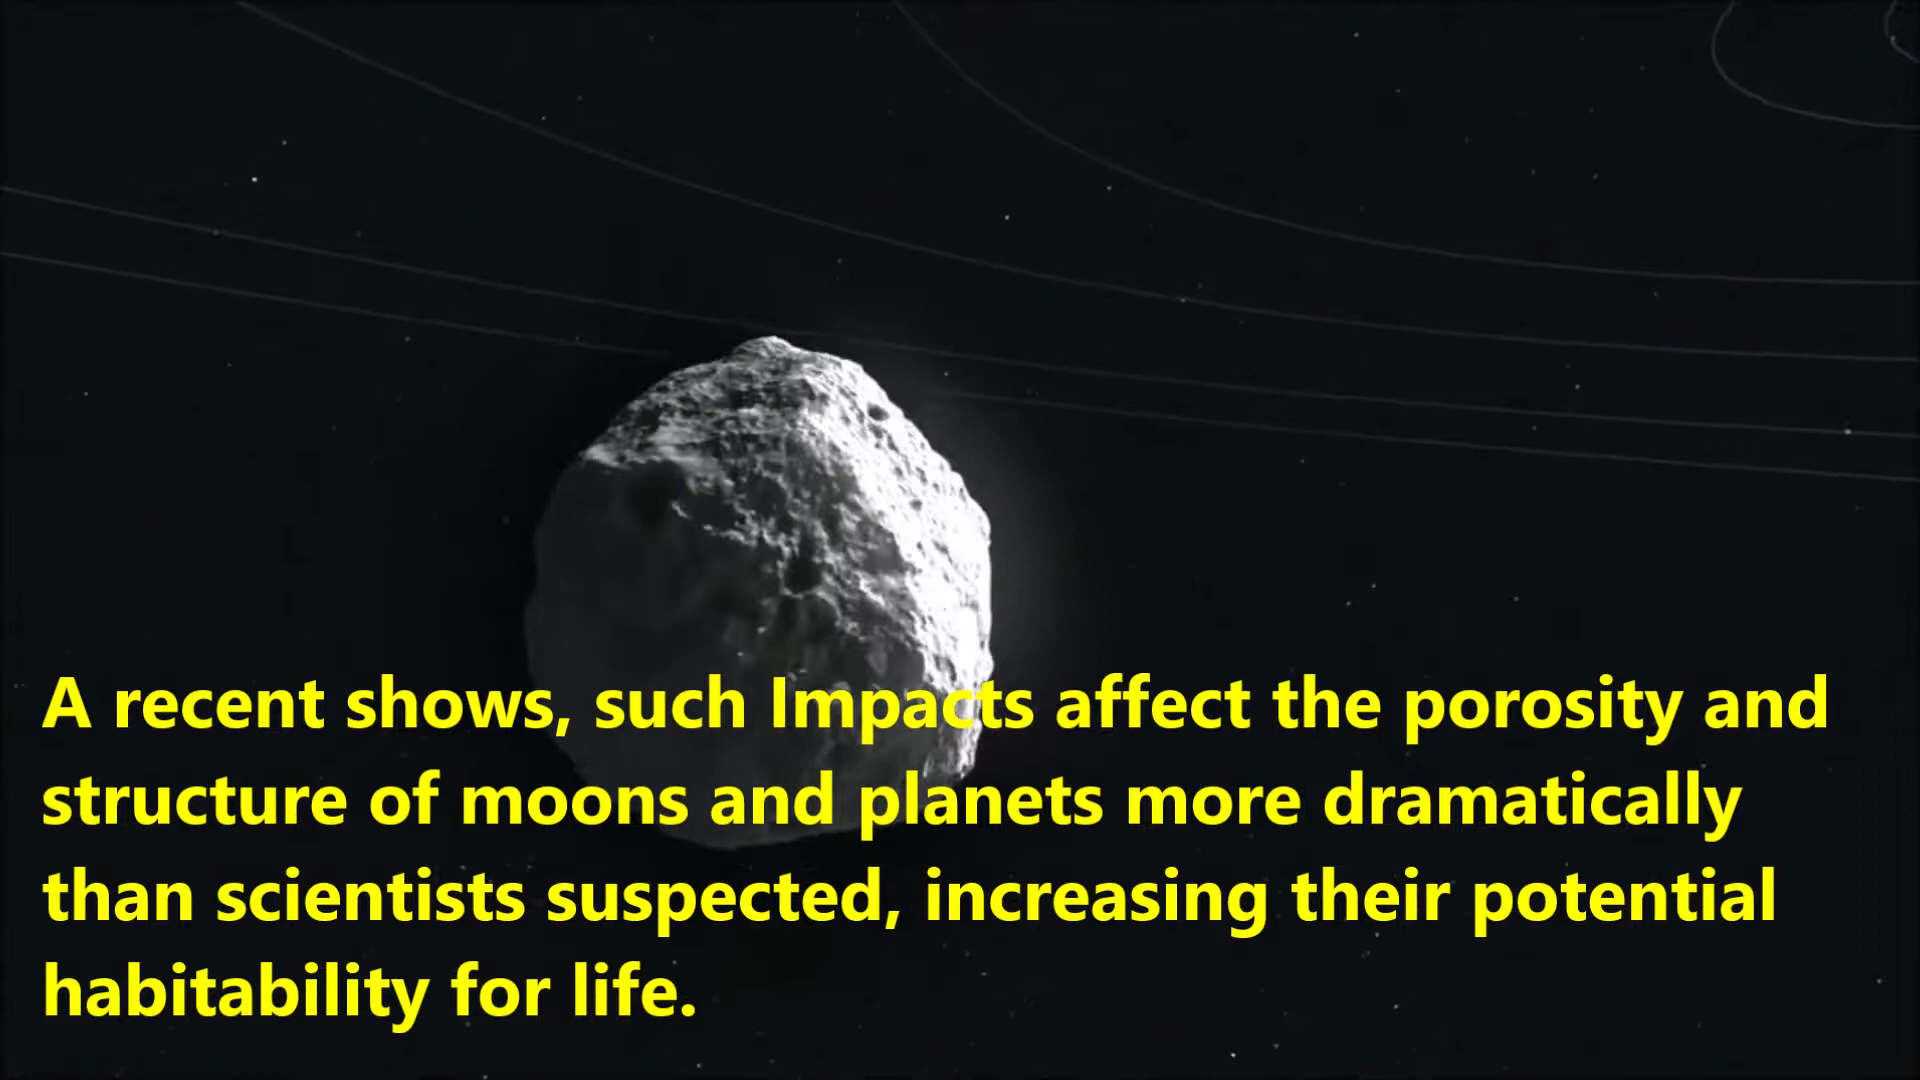 A recent shows, such Impacts affect the porosity and
structure of moons and planets more dramatically
than scientists suspected, increasing their potential
habitability for life.